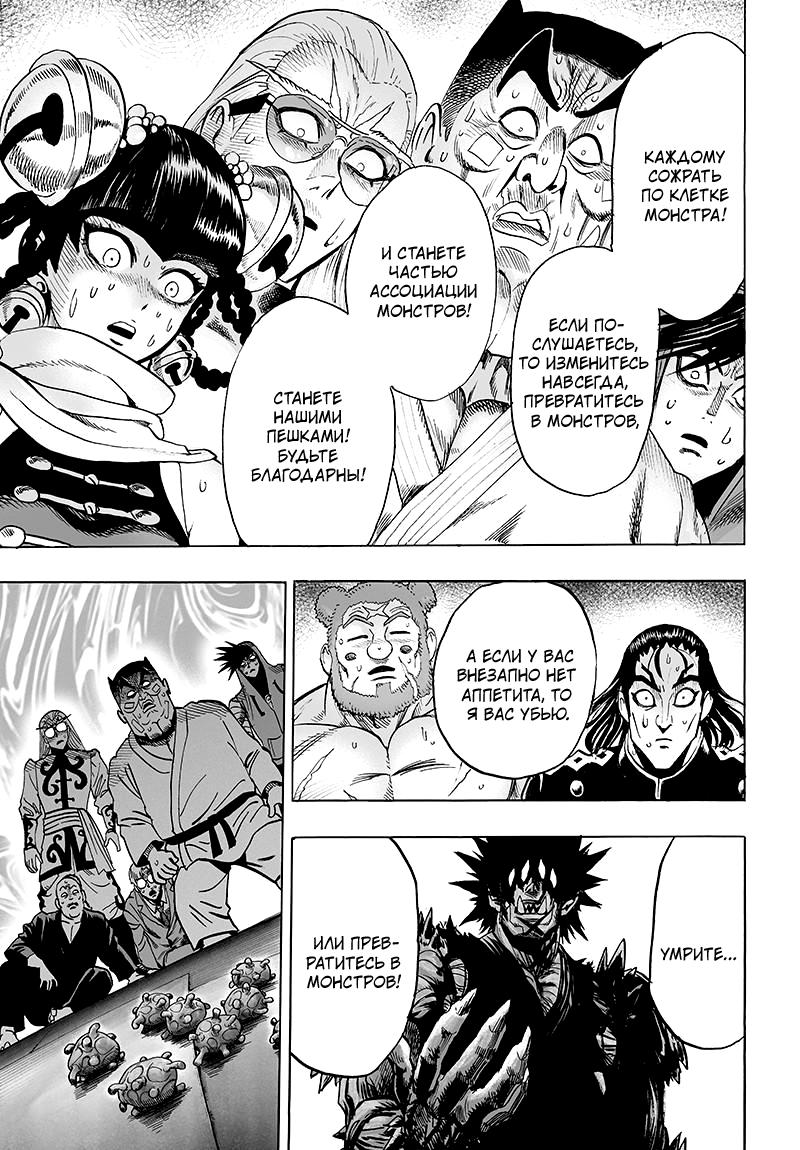 КАЖДОМУ
СОЖРАТЬ
ПО КЛЕТКЕ
МОНСТРА!
ЕСЛИ ПО-
СЛУШАЕТЕСЬ,
ТО ИЗМЕНИТЕСЬ
НАВСЕГДА,
ПРЕВРАТИТЕСЬ
В МОНСТРОВ,
И СТАНЕТЕ
ЧАСТЬЮ
АССОЦИАЦИИ
МОНСТРОВ!
СТАНЕТЕ
НАШИМИ
ПЕШКАМИ!
БУДЬТЕ
БЛАГОДАРНЫ!
А ЕСЛИ У ВАС
ВНЕЗАПНО НЕТ
АППЕТИТА, ТО
Я ВАС УБЬЮ.
УМРИТЕ...
ИЛИ ПРЕВ-
РАТИТЕСЬ В
МОНСТРОВ!